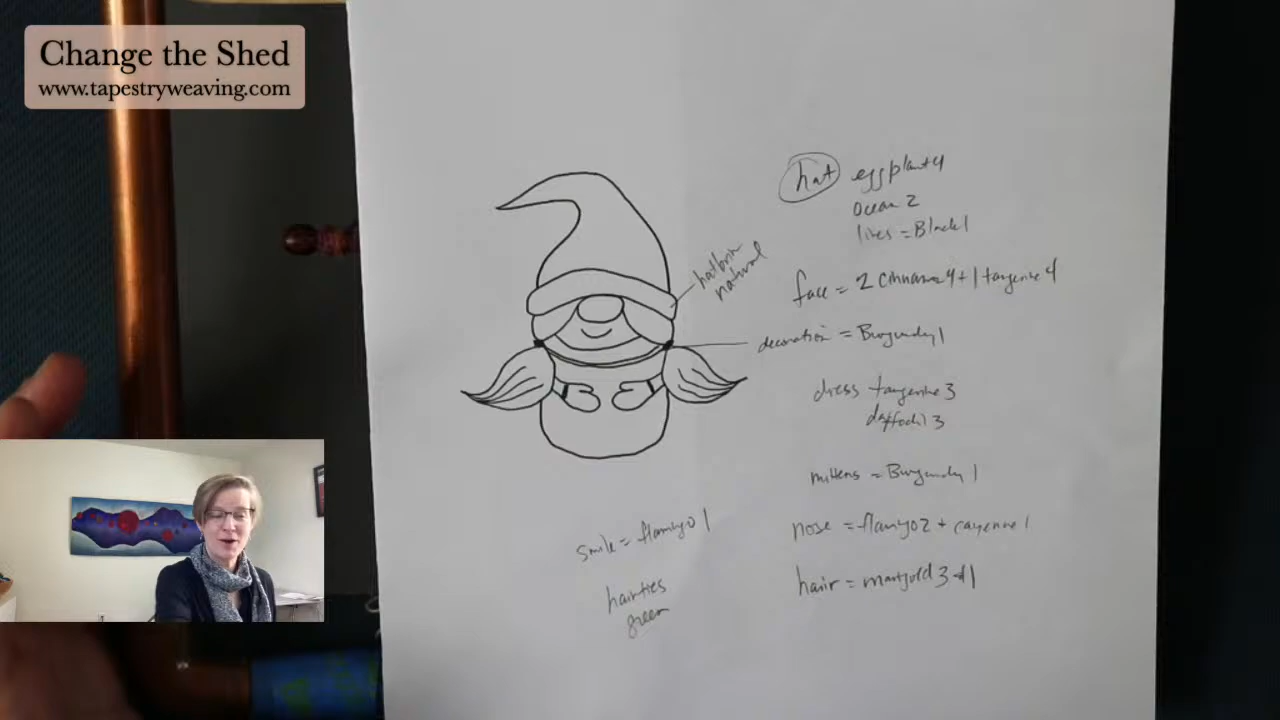 Change the Shed
www.tapestryweaving.com
hat eggplant 4
ocean 2
lines = Black 1
hatbrim
natural
face = 2 cinnamon 4 + 1 tangerine 4
decoration = Burgundy 1
dress tangerine 3
daffodil 3
mittens = Burgundy 1
smile = flamingo 1
nose = flamingo 2 + cayenne 1
hairties
green
hair = marigold 3 + 1